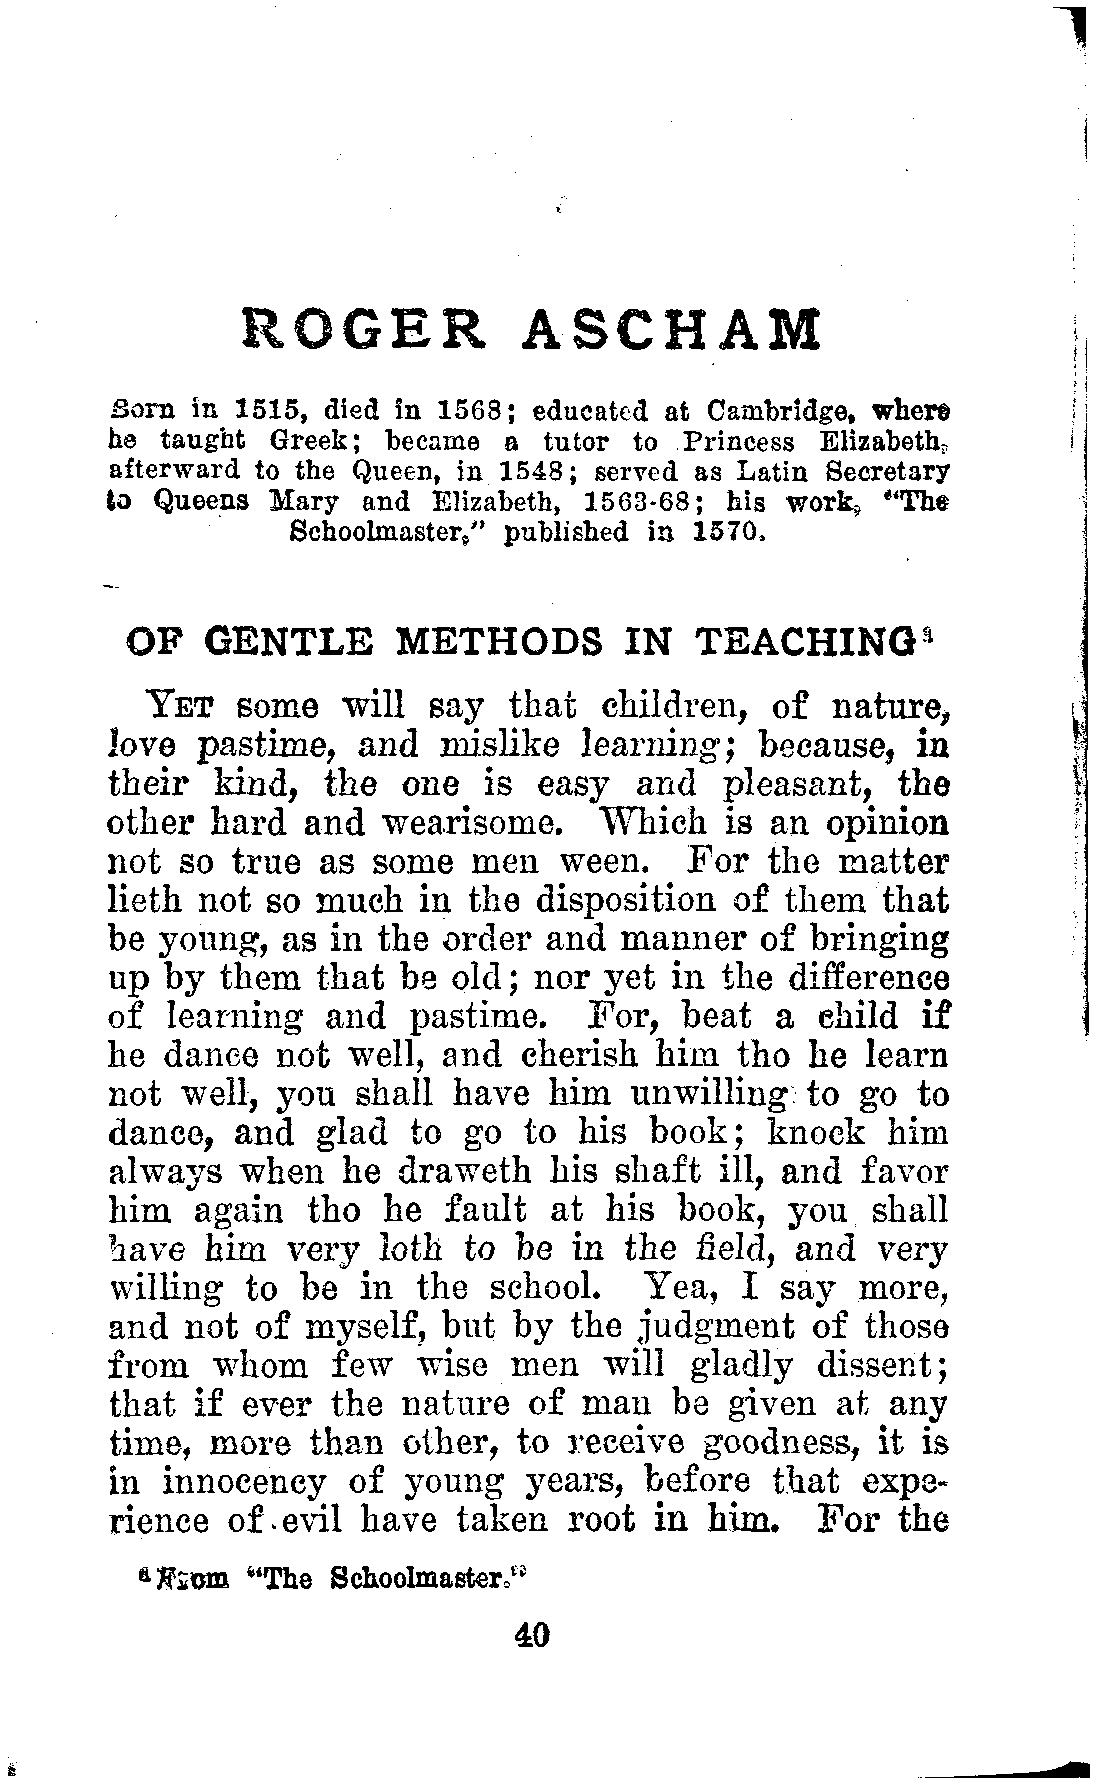 ROGER ASCHAM
Born in 1515, died in 1568; educated at Cambridge, where
he taught Greek; became a tutor to Princess Elizabeth,
afterward to the Queen, in 1548; served as Latin Secretary
to Queens Mary and Elizabeth, 1563-68; his work, "The
Schoolmaster," published in 1570.
OF GENTLE METHODS IN TEACHING¹
YET some will say that children, of nature,
love pastime, and mislike learning; because, in
their kind, the one is easy and pleasant, the
other hard and wearisome. Which is an opinion
not so true as some men ween. For the matter
lieth not so much in the disposition of them that
be young, as in the order and manner of bringing
up by them that be old; nor yet in the difference
of learning and pastime. For, beat a child if
he dance not well, and cherish him tho he learn
not well, you shall have him unwilling to go to
dance, and glad to go to his book; knock him
always when he draweth his shaft ill, and favor
him again tho he fault at his book, you shall
have him very loth to be in the field, and very
willing to be in the school. Yea, I say more,
and not of myself, but by the judgment of those
from whom few wise men will gladly dissent;
that if ever the nature of man be given at any
time, more than other, to receive goodness, it is
in innocency of young years, before that expe-
rience of evil have taken root in him. For the
¹ From "The Schoolmaster."
40